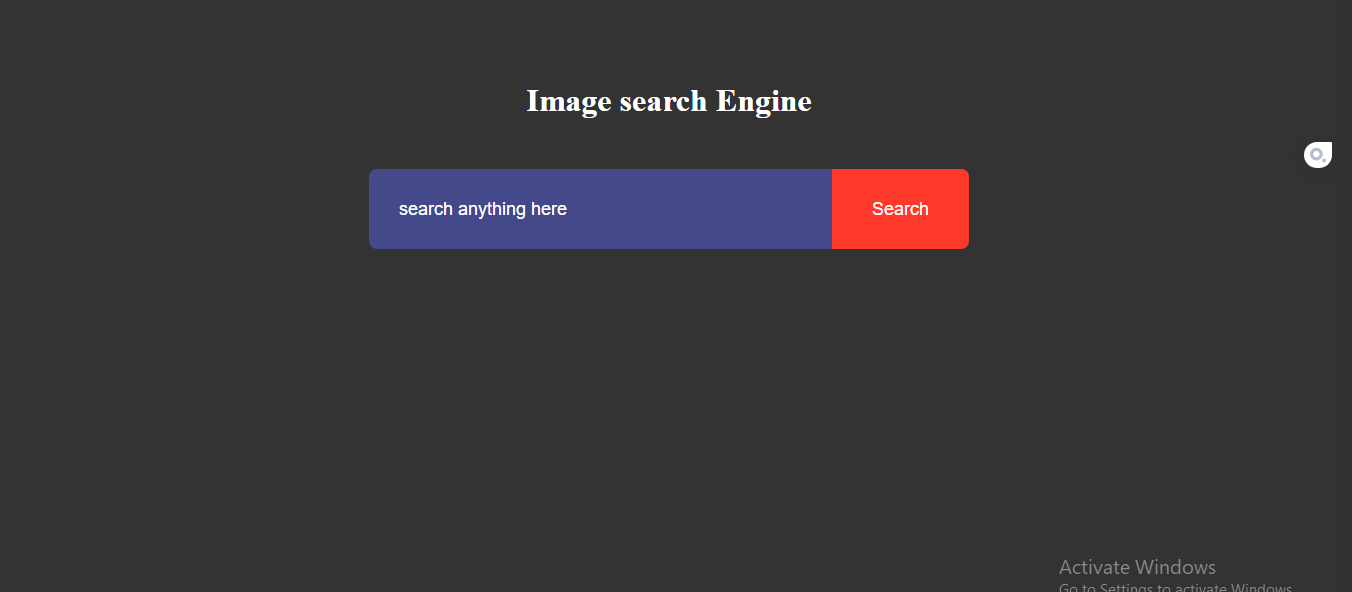 Image search Engine
search anything here
Search
Activate Windows
Go to Settings to activate Windows.